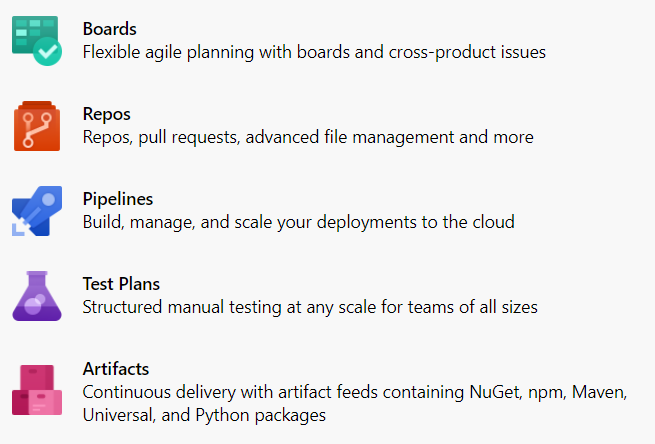 Boards
Flexible agile planning with boards and cross-product issues
Repos
Repos, pull requests, advanced file management and more
Pipelines
Build, manage, and scale your deployments to the cloud
Test Plans
Structured manual testing at any scale for teams of all sizes
Artifacts
Continuous delivery with artifact feeds containing NuGet, npm, Maven,
Universal, and Python packages